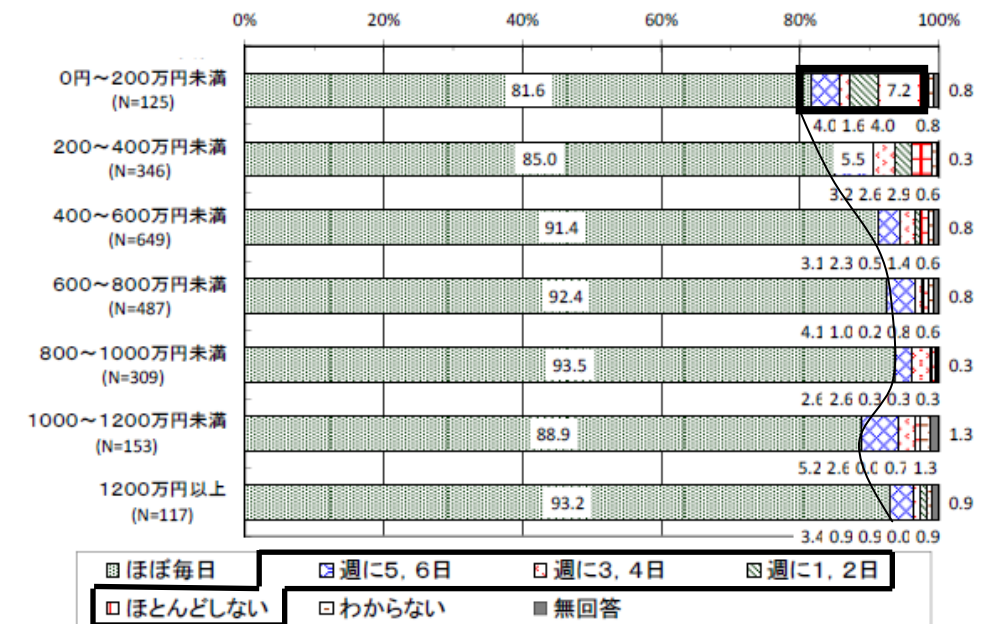 0% 20% 40% 60% 80% 100%
0円～200万円未満
(N=125)
81.6 7.2 0.8
4.0 1.6 4.0 0.8
200～400万円未満
(N=346)
85.0 5.5 0.3
3.2 2.6 2.9 0.6
400～600万円未満
(N=649)
91.4 0.8
3.1 2.3 0.5 1.4 0.6
600～800万円未満
(N=487)
92.4 0.8
4.1 1.0 0.2 0.8 0.6
800～1000万円未満
(N=309)
93.5 0.3
2.6 2.6 0.3 0.3 0.3
1000～1200万円未満
(N=153)
88.9 1.3
5.2 2.6 0.0 0.7 1.3
1200万円以上
(N=117)
93.2 0.9
3.4 0.9 0.9 0.0 0.9
ほぼ毎日 週に5，6日 週に3，4日 週に1，2日
ほとんどしない わからない 無回答